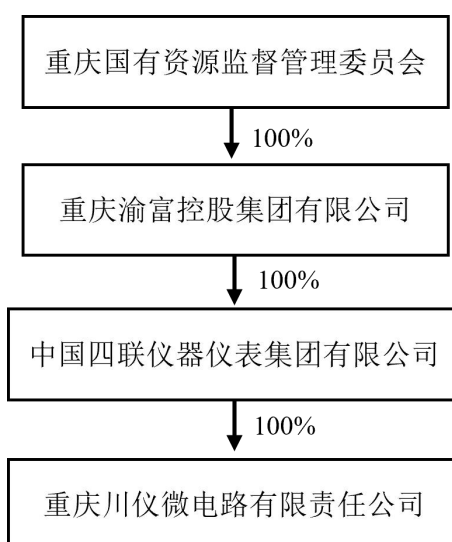 重庆国有资源监督管理委员会
100%
重庆渝富控股集团有限公司
100%
中国四联仪器仪表集团有限公司
100%
重庆川仪微电路有限责任公司